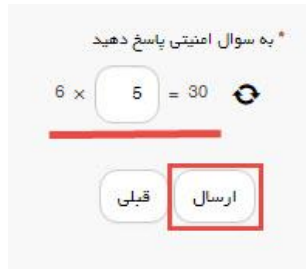 * به سوال امنیتی پاسخ دهید
6 × 5 = 30
ارسال قبلی